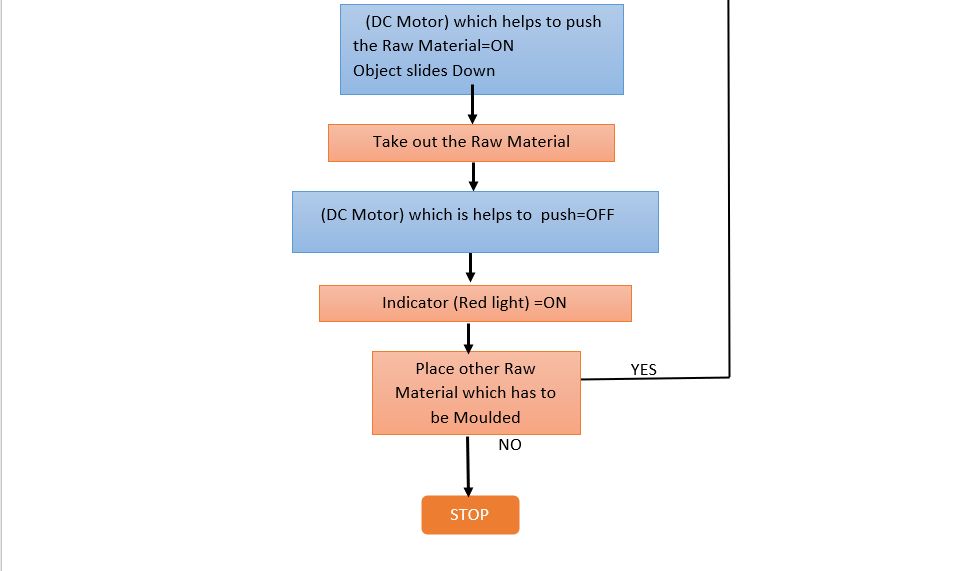 (DC Motor) which helps to push
the Raw Material=ON
Object slides Down
Take out the Raw Material
(DC Motor) which is helps to  push=OFF
Indicator (Red light) =ON
Place other Raw
Material which has to
be Moulded
YES
NO
STOP